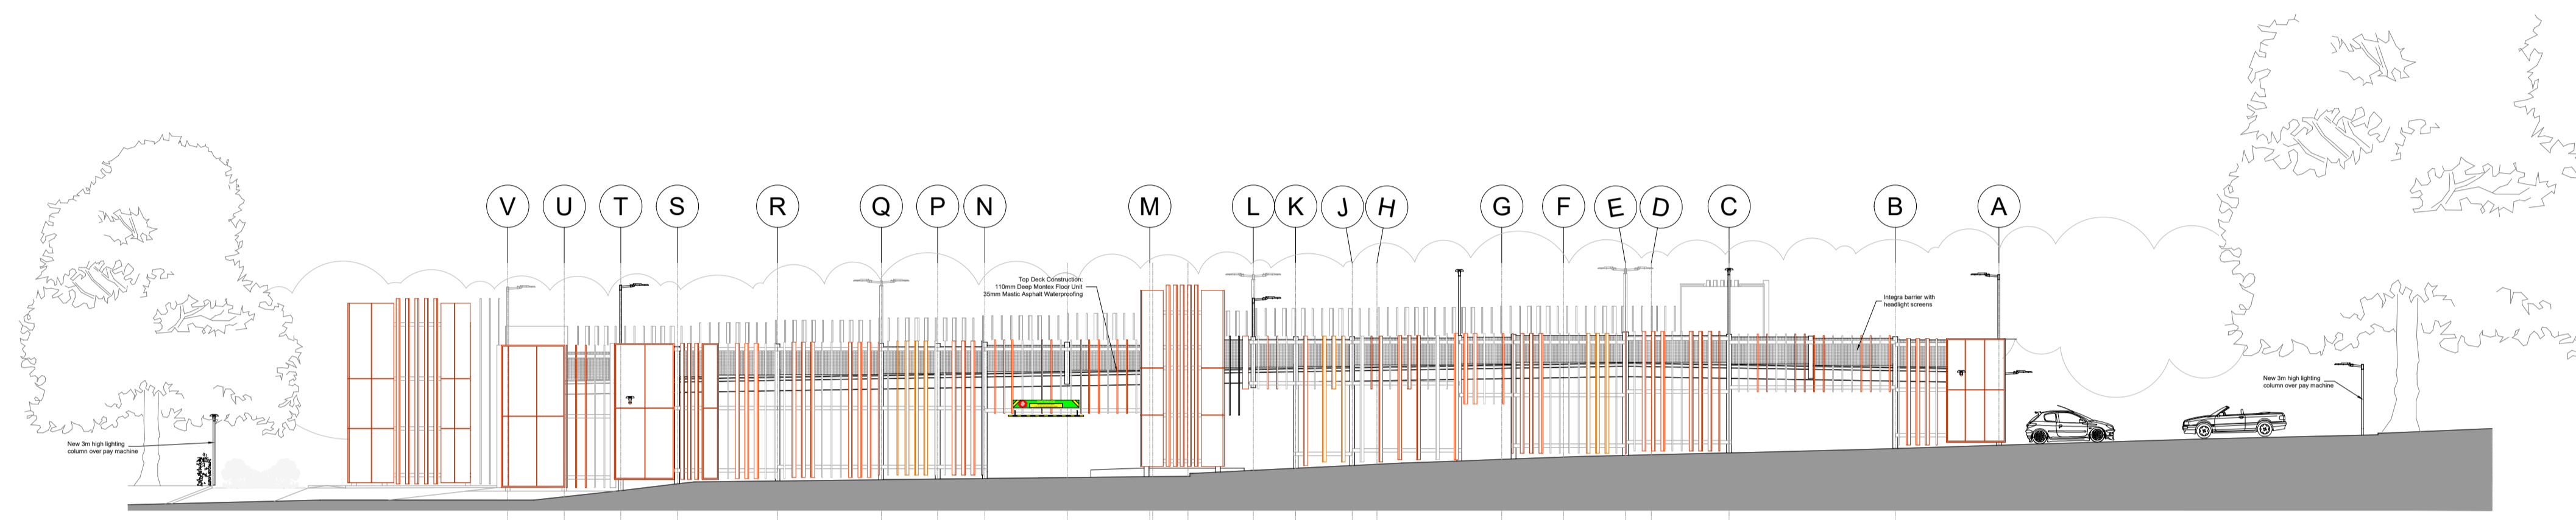 V U T S R Q P N M L K J H G F E D C B A
Top Deck Construction:
110mm Deep Montex Floor Unit
35mm Mastic Asphalt Waterproofing
Integra barrier with
headlight screens
New 3m high lighting
column over pay machine
New 3m high lighting
column over pay machine